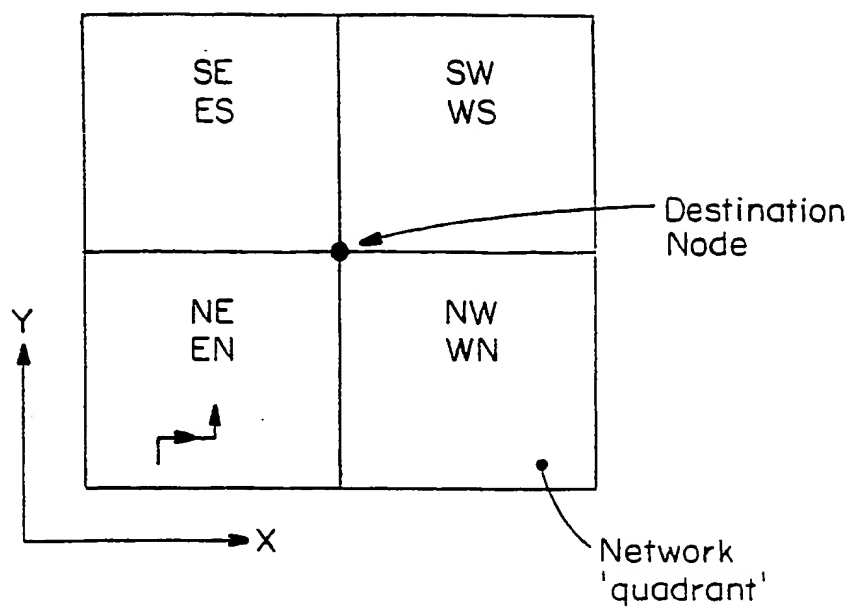 SE
ES
SW
WS
Destination
Node
NE
EN
NW
WN
Y
X
Network
'quadrant'